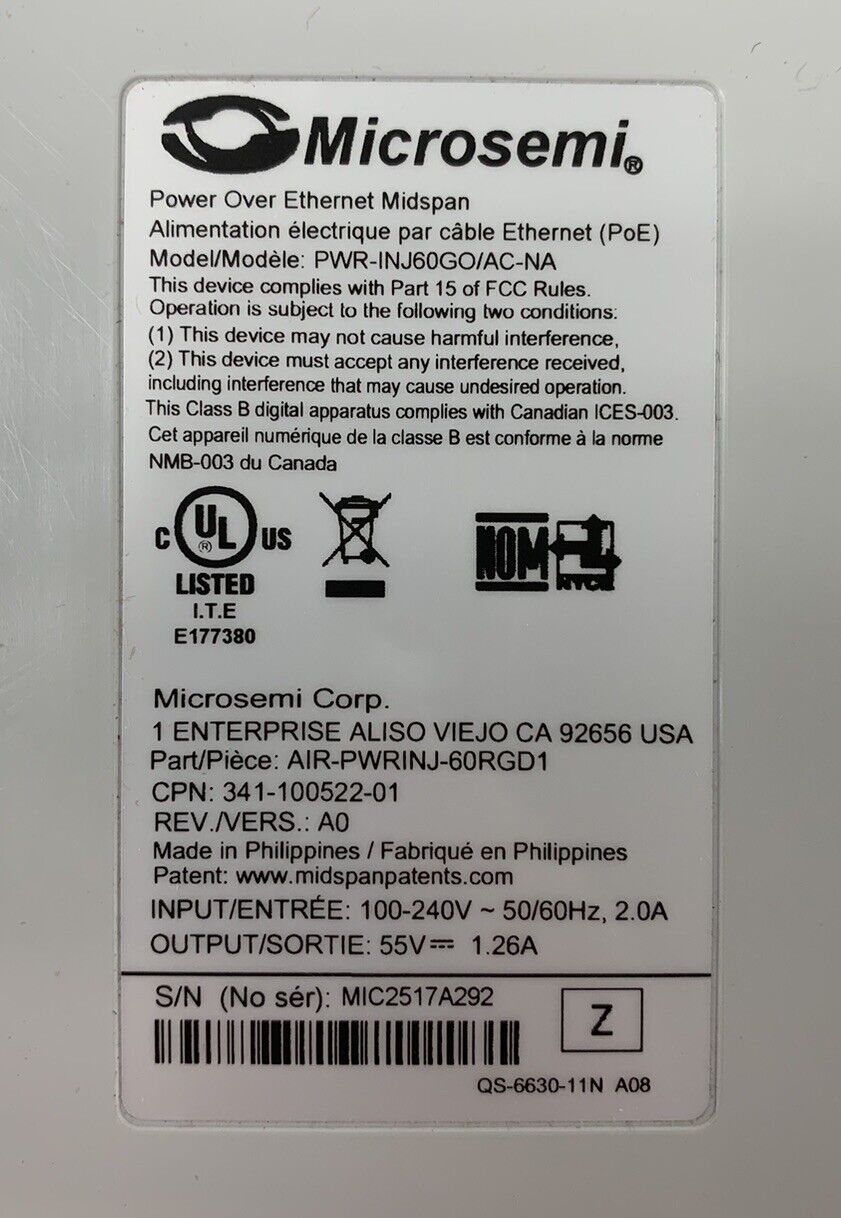 Microsemi®
Power Over Ethernet Midspan
Alimentation électrique par câble Ethernet (PoE)
Model/Modèle: PWR-INJ60GO/AC-NA
This device complies with Part 15 of FCC Rules.
Operation is subject to the following two conditions:
(1) This device may not cause harmful interference,
(2) This device must accept any interference received,
including interference that may cause undesired operation.
This Class B digital apparatus complies with Canadian ICES-003.
Cet appareil numérique de la classe B est conforme à la norme
NMB-003 du Canada
C UL® US
LISTED
I.T.E
E177380
NOM
NYCE
Microsemi Corp.
1 ENTERPRISE ALISO VIEJO CA 92656 USA
Part/Pièce: AIR-PWRINJ-60RGD1
CPN: 341-100522-01
REV./VERS.: A0
Made in Philippines / Fabriqué en Philippines
Patent: www.midspanpatents.com
INPUT/ENTRÉE: 100-240V ~ 50/60Hz, 2.0A
OUTPUT/SORTIE: 55V⎓ 1.26A
S/N (No sér): MIC2517A292
Z
QS-6630-11N A08